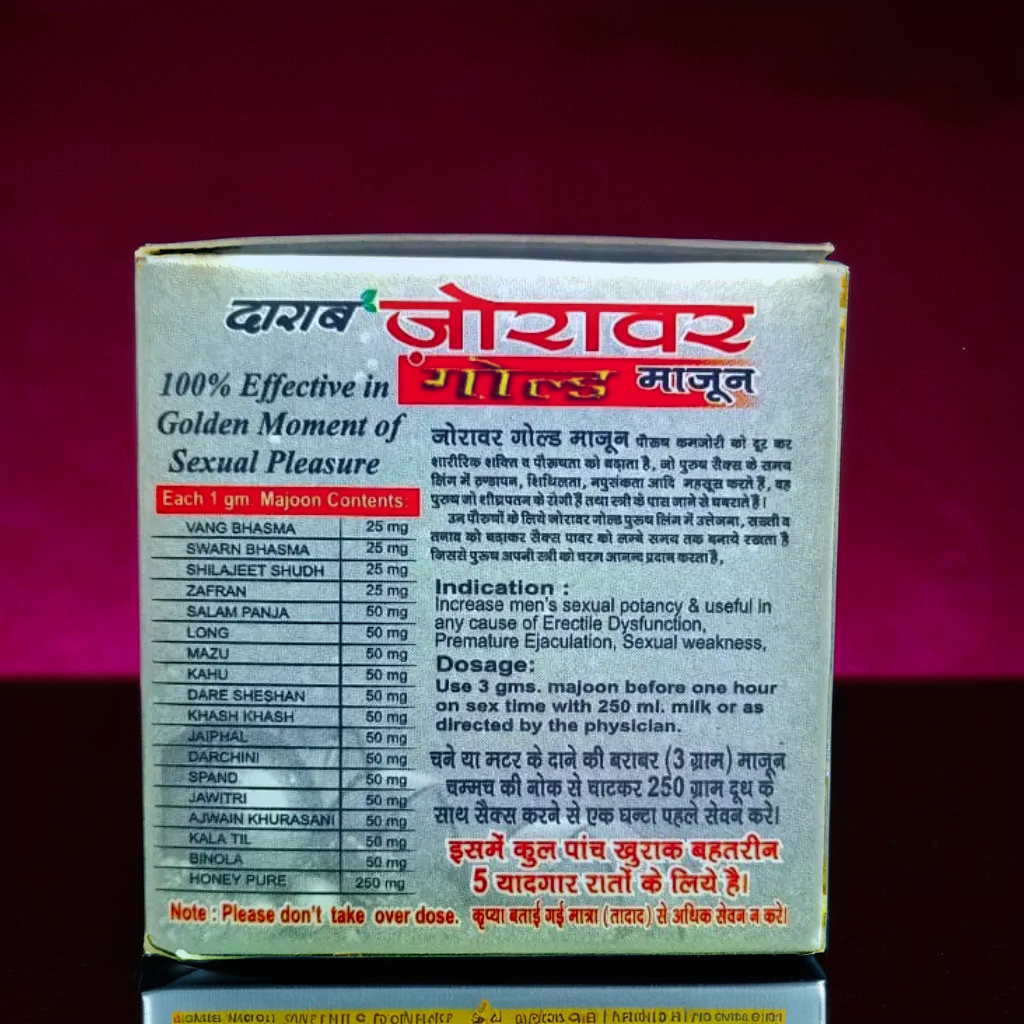 दाराब ज़ोरावर
गोल्ड माजून
100% Effective in
Golden Moment of
Sexual Pleasure
Each 1 gm. Majoon Contents:
VANG BHASMA 25 mg
SWARN BHASMA 25 mg
SHILAJEET SHUDH 25 mg
ZAFRAN 25 mg
SALAM PANJA 50 mg
LONG 50 mg
MAZU 50 mg
KAHU 50 mg
DARE SHESHAN 50 mg
KHASH KHASH 50 mg
JAIPHAL 50 mg
DARCHINI 50 mg
SPAND 50 mg
JAWITRI 50 mg
AJWAIN KHURASANI 50 mg
KALA TIL 50 mg
BINOLA 50 mg
HONEY PURE 250 mg
जोरावर गोल्ड माजून पौरूष कमजोरी को दूर कर
शारीरिक शक्ति व पौरूषता को बढ़ाता है, जो पुरुष सैक्स के समय
लिंग में ठण्डापन, शिथिलता, नपुसंकता आदि महसूस करते हैं, वह
पुरुष जो शीघ्रपतन के रोगी हैं तथा स्त्री के पास जाने से घबराते हैं।
उन पौरुषों के लिये जोरावर गोल्ड पुरुष लिंग में उत्तेजना, सख्ती व
तनाव को बढ़ाकर सैक्स पावर को लम्बे समय तक बनाये रखता है
जिससे पुरूष अपनी स्त्री को चरम आनन्द प्रदान करता है,
Indication :
Increase men's sexual potancy & useful in
any cause of Erectile Dysfunction,
Premature Ejaculation, Sexual weakness,
Dosage:
Use 3 gms. majoon before one hour
on sex time with 250 ml. milk or as
directed by the physician.
चने या मटर के दाने की बराबर (3 ग्राम) माजून
चम्मच की नोक से चाटकर 250 ग्राम दूध के
साथ सैक्स करने से एक घन्टा पहले सेवन करे।
इसमें कुल पांच खुराक बहतरीन
5 यादगार रातों के लिये है।
Note : Please don't take over dose. कृप्या बताई गई मात्रा (तादाद) से अधिक सेवन न करे।